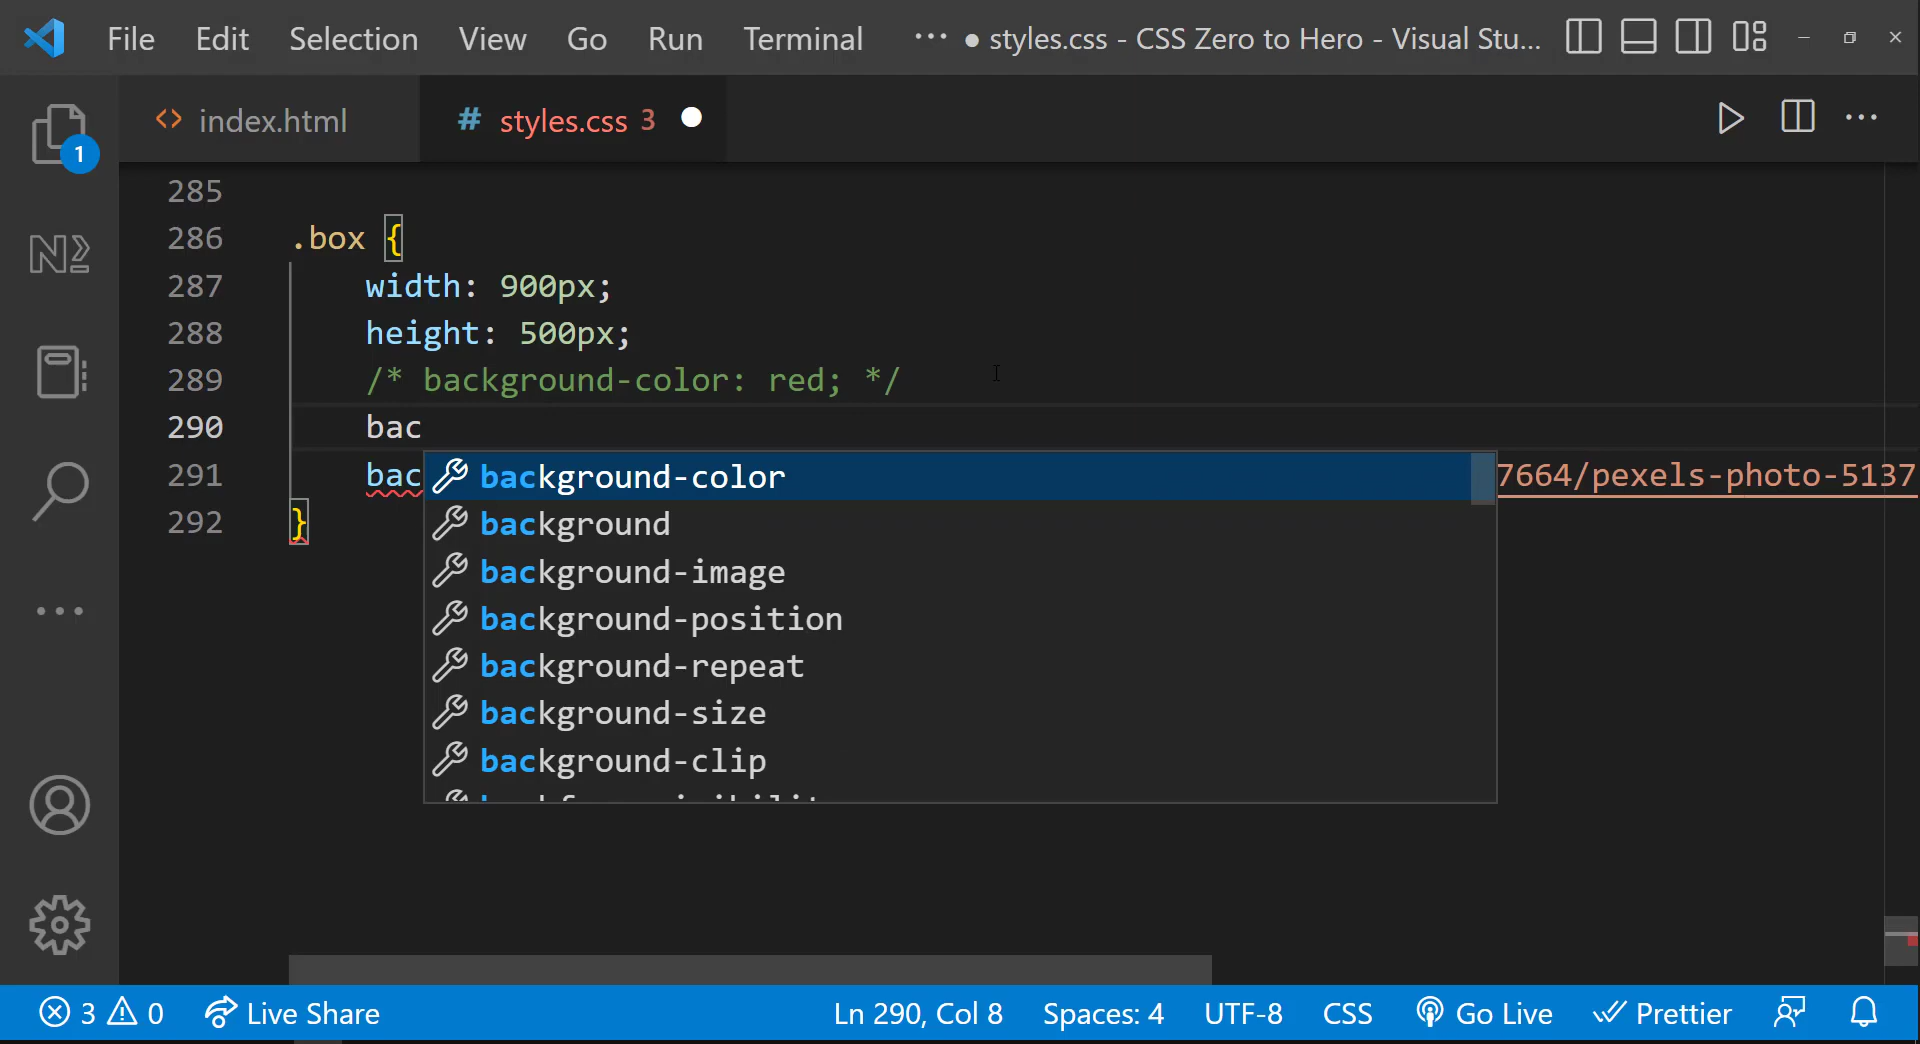 File Edit Selection View Go Run Terminal ··· ● styles.css - CSS Zero to Hero - Visual Stu...
1
<> index.html # styles.css 3 ●
285
286 .box {
287 width: 900px;
288 height: 500px;
289 /* background-color: red; */
290 bac
291 bac 7664/pexels-photo-5137
292 }
background-color
background
background-image
background-position
background-repeat
background-size
background-clip
3 0 Live Share Ln 290, Col 8 Spaces: 4 UTF-8 CSS Go Live Prettier